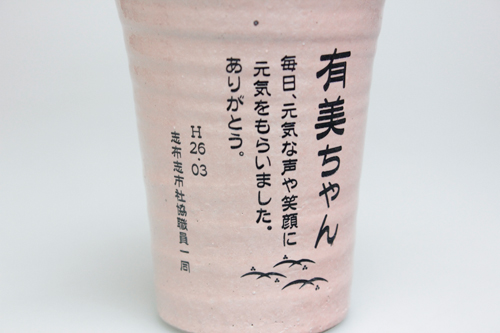 有美ちゃん
毎日、元気な声や笑顔に
元気をもらいました。
ありがとう。
H26.03
志布志市社協職員一同